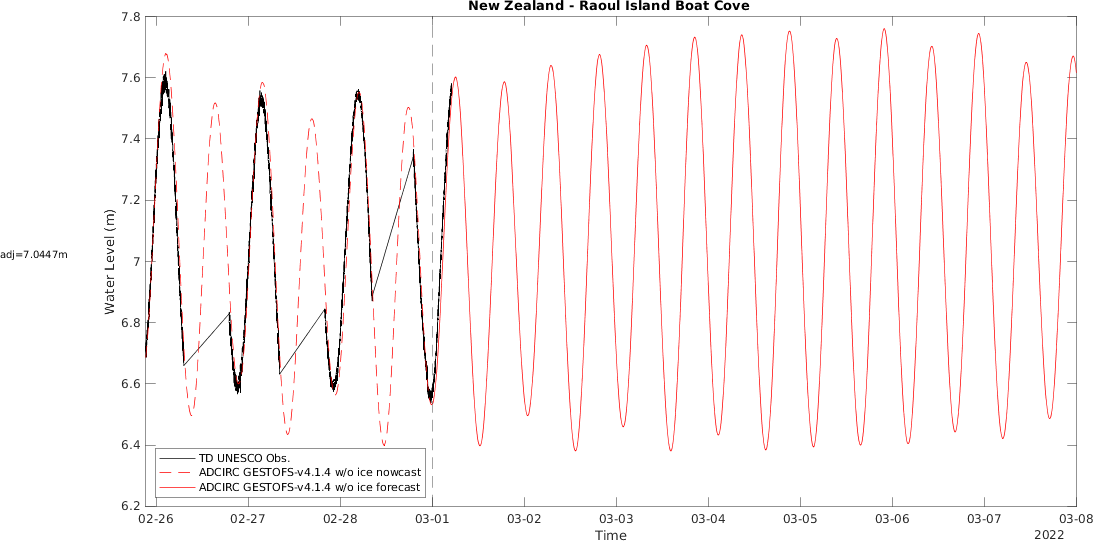 New Zealand - Raoul Island Boat Cove
7.8
7.6
7.4
7.2
7
6.8
6.6
6.4
6.2
Water Level (m)
adj=7.0447m
TD UNESCO Obs.
ADCIRC GESTOFS-v4.1.4 w/o ice nowcast
ADCIRC GESTOFS-v4.1.4 w/o ice forecast
02-26 02-27 02-28 03-01 03-02 03-03 03-04 03-05 03-06 03-07 03-08
Time
2022